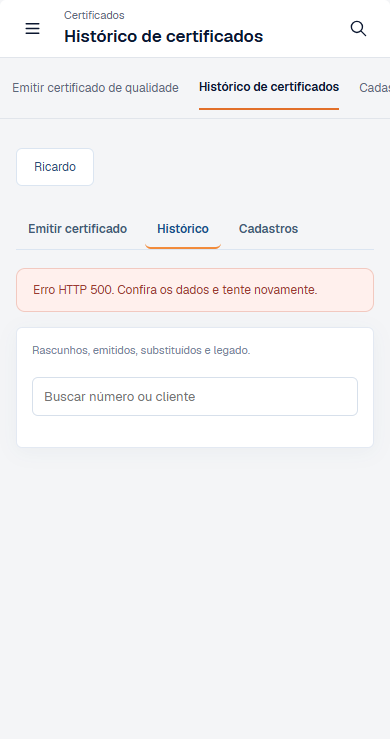 Certificados
Histórico de certificados
Emitir certificado de qualidade
Histórico de certificados
Cadas
Ricardo
Emitir certificado
Histórico
Cadastros
Erro HTTP 500. Confira os dados e tente novamente.
Rascunhos, emitidos, substituídos e legado.
Buscar número ou cliente